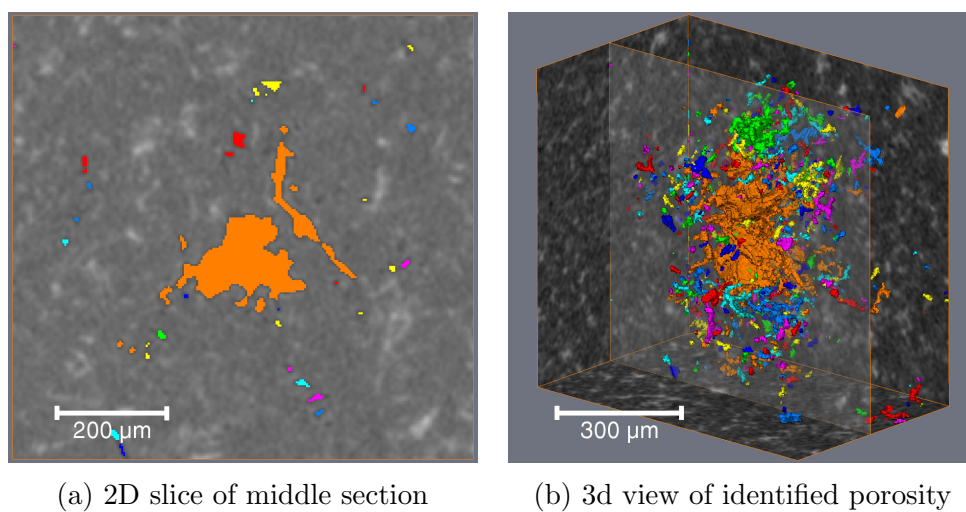 200 µm
300 µm
(a) 2D slice of middle section
(b) 3d view of identified porosity